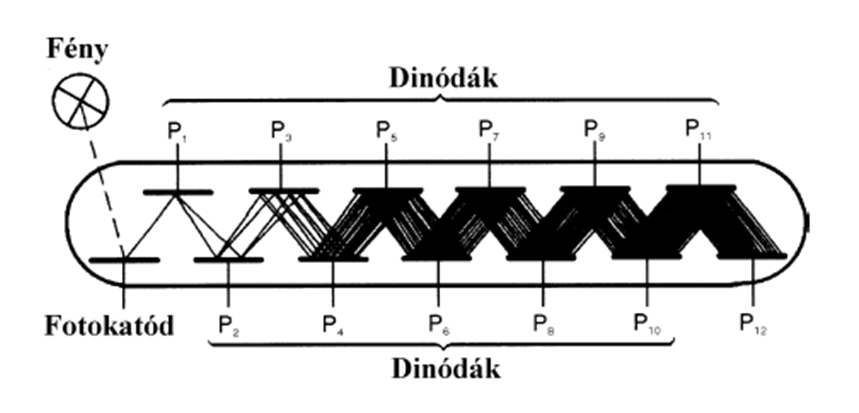 Fény
Dinódák
P1 P3 P5 P7 P9 P11
Fotokatód P2 P4 P6 P8 P10 P12
Dinódák